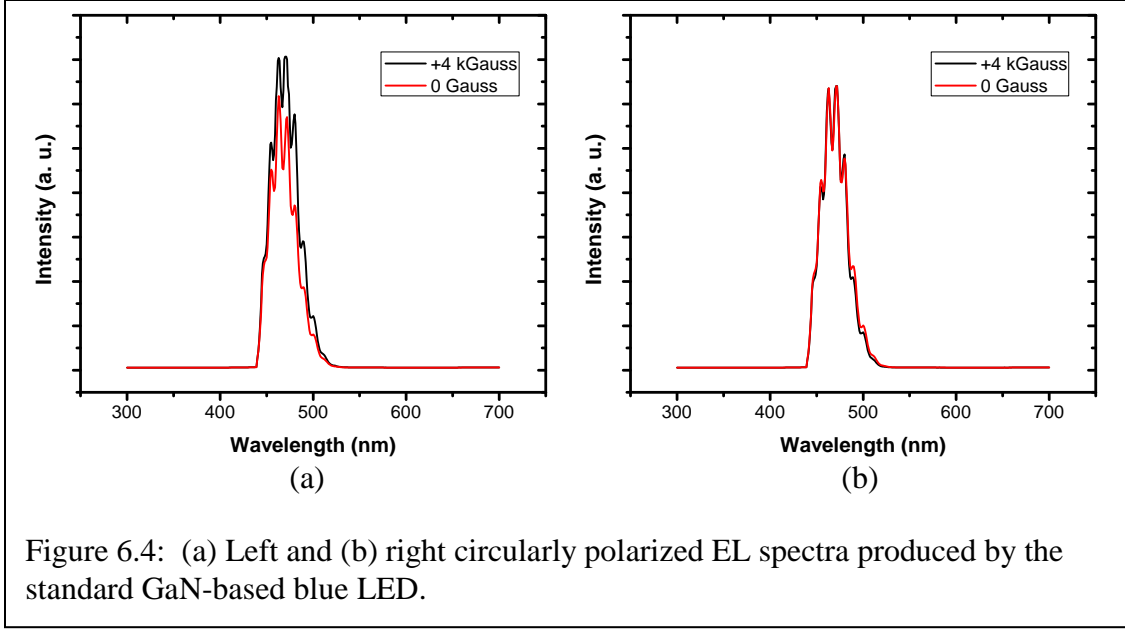 +4 kGauss
0 Gauss
Intensity (a. u.)
300 400 500 600 700
Wavelength (nm)
(a)
+4 kGauss
0 Gauss
Intensity (a. u.)
300 400 500 600 700
Wavelength (nm)
(b)
Figure 6.4: (a) Left and (b) right circularly polarized EL spectra produced by the
standard GaN-based blue LED.